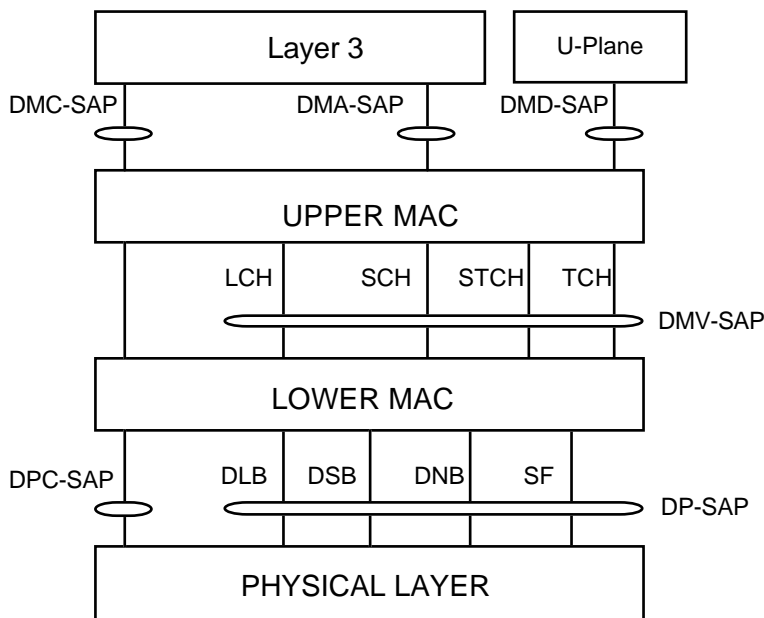 Layer 3
U-Plane
DMC-SAP
DMA-SAP
DMD-SAP
UPPER MAC
LCH
SCH
STCH
TCH
DMV-SAP
LOWER MAC
DPC-SAP
DLB
DSB
DNB
SF
DP-SAP
PHYSICAL LAYER